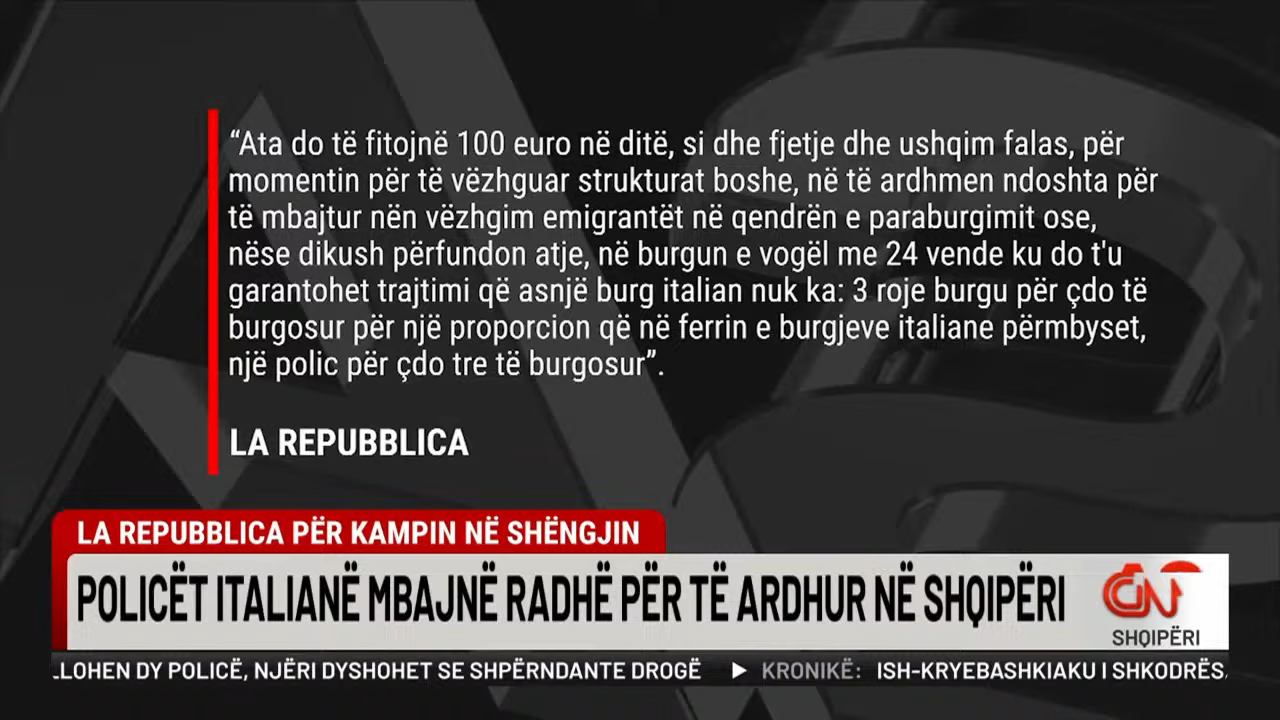 “Ata do të fitojnë 100 euro në ditë, si dhe fjetje dhe ushqim falas, për
momentin për të vëzhguar strukturat boshe, në të ardhmen ndoshta për
të mbajtur nën vëzhgim emigrantët në qendrën e paraburgimit ose,
nëse dikush përfundon atje, në burgun e vogël me 24 vende ku do t'u
garantohet trajtimi që asnjë burg italian nuk ka: 3 roje burgu për çdo të
burgosur për një proporcion që në ferrin e burgjeve italiane përmbyset,
një polic për çdo tre të burgosur”.
LA REPUBBLICA
LA REPUBBLICA PËR KAMPIN NË SHËNGJIN
POLICËT ITALIANË MBAJNË RADHË PËR TË ARDHUR NË SHQIPËRI
CNN
SHQIPËRI
LLOHEN DY POLICË, NJËRI DYSHOHET SE SHPËRNDANTE DROGË ▶ KRONIKË: ISH-KRYEBASHKIAKU I SHKODRËS,